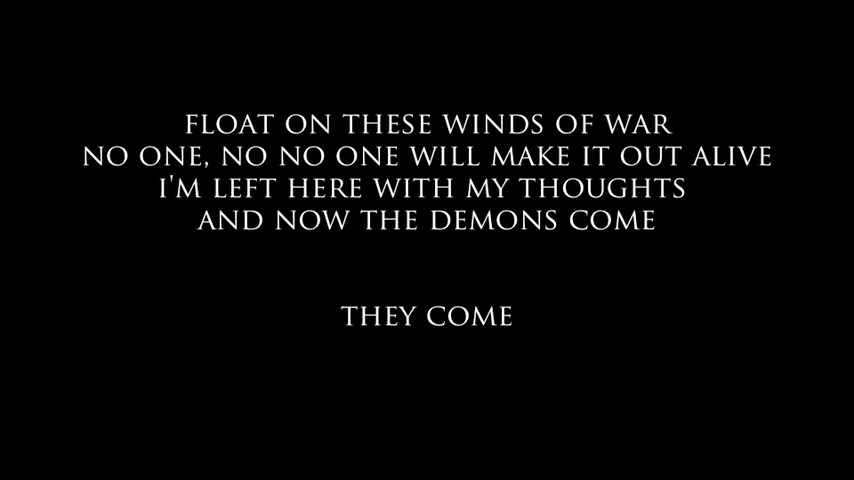 FLOAT ON THESE WINDS OF WAR
NO ONE, NO NO ONE WILL MAKE IT OUT ALIVE
I'M LEFT HERE WITH MY THOUGHTS
AND NOW THE DEMONS COME
THEY COME